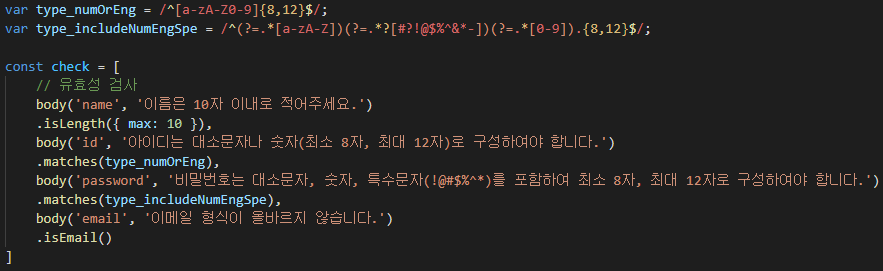 var type_numOrEng = /^[a-zA-Z0-9]{8,12}$/;
var type_includeNumEngSpe = /^(?=.*[a-zA-Z])(?=.*?[#?!@$%^&*-])(?=.*[0-9]).{8,12}$/;
const check = [
// 유효성 검사
body('name', '이름은 10자 이내로 적어주세요.')
.isLength({ max: 10 }),
body('id', '아이디는 대소문자나 숫자(최소 8자, 최대 12자)로 구성하여야 합니다.')
.matches(type_numOrEng),
body('password', '비밀번호는 대소문자, 숫자, 특수문자(!@#$%^*)를 포함하여 최소 8자, 최대 12자로 구성하여야 합니다.')
.matches(type_includeNumEngSpe),
body('email', '이메일 형식이 올바르지 않습니다.')
.isEmail()
]